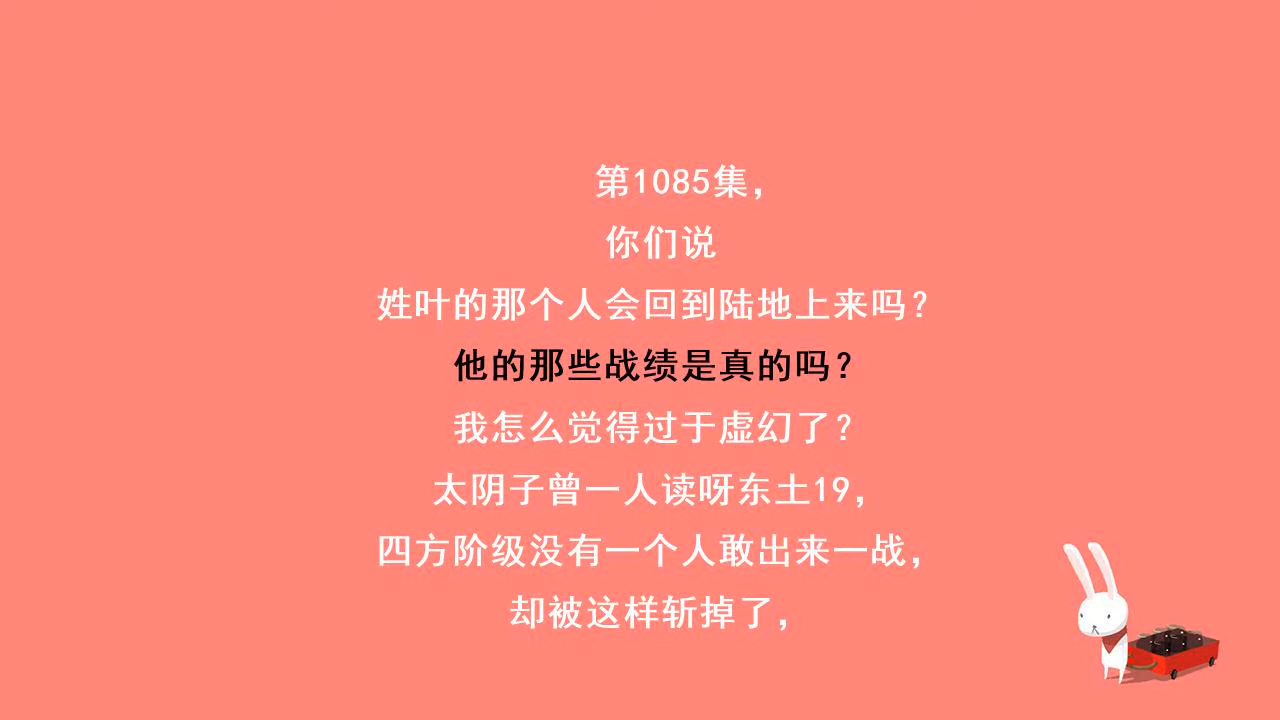 第1085集，
你们说
姓叶的那个人会回到陆地上来吗？
他的那些战绩是真的吗？
我怎么觉得过于虚幻了？
太阴子曾一人读呀东土19，
四方阶级没有一个人敢出来一战，
却被这样斩掉了，